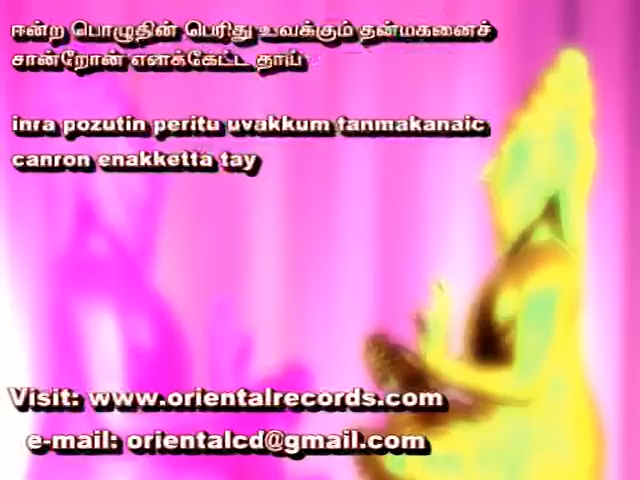 ஈன்ற பொழுதின் பெரிது உவக்கும் தன்மகனைச்
சான்றோன் எனக்கேட்ட தாய்
inra pozutin peritu uvakkum tanmakanaic
canron enakketta tay
Visit: www.orientalrecords.com
e-mail: orientalcd@gmail.com